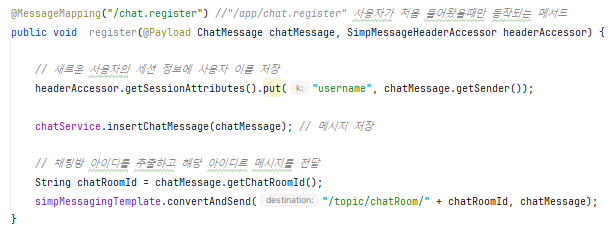 @MessageMapping("/chat.register") //"/app/chat.register" 사용자가 처음 들어왔을때만 동작되는 메서드
public void  register(@Payload ChatMessage chatMessage, SimpMessageHeaderAccessor headerAccessor) {
// 새로운 사용자의 세션 정보에 사용자 이름 저장
headerAccessor.getSessionAttributes().put( k: "username", chatMessage.getSender());
chatService.insertChatMessage(chatMessage); // 메시지 저장
// 채팅방 아이디를 추출하고 해당 아이디로 메시지를 전달
String chatRoomId = chatMessage.getChatRoomId();
simpMessagingTemplate.convertAndSend( destination: "/topic/chatRoom/" + chatRoomId, chatMessage);
}